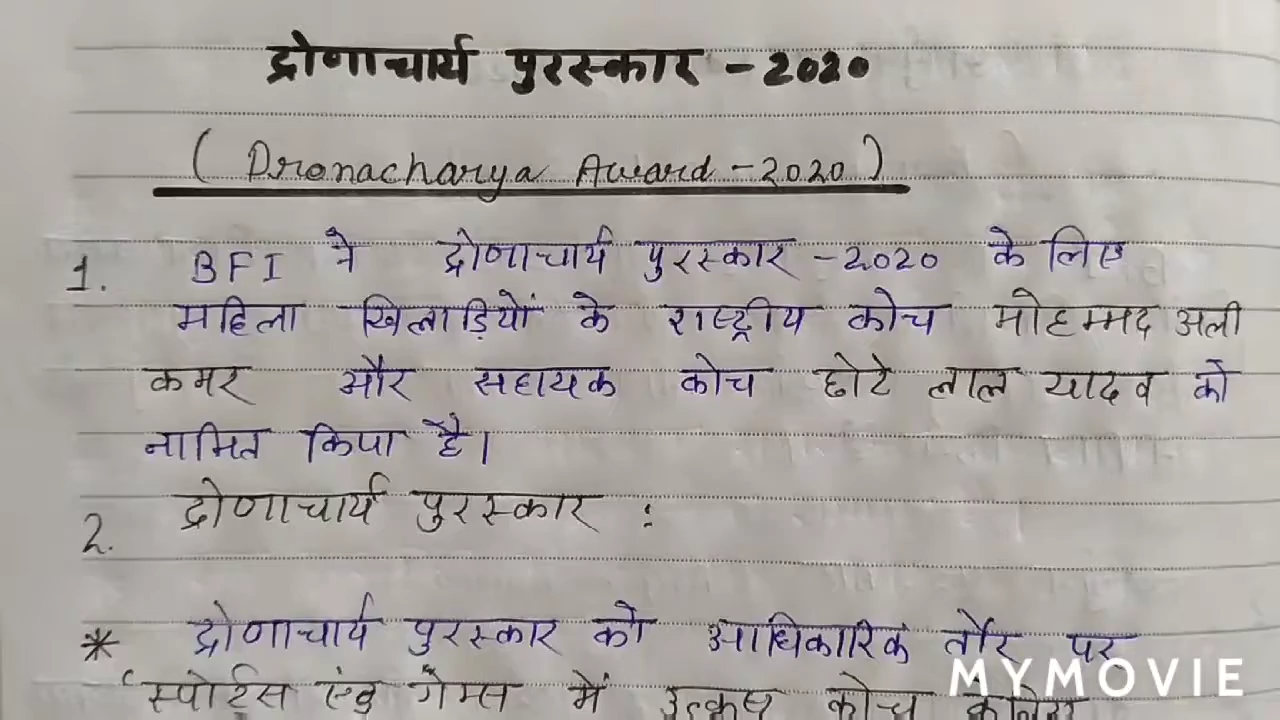 द्रोणाचार्य पुरस्कार - 2020
( Dronacharya Award - 2020 )
1. BFI ने द्रोणाचार्य पुरस्कार - 2020 के लिए
महिला खिलाड़ियों के राष्ट्रीय कोच मोहम्मद अली
कमर और सहायक कोच छोटे लाल यादव को
नामित किया है।
2. द्रोणाचार्य पुरस्कार :
* द्रोणाचार्य पुरस्कार को आधिकारिक तौर पर
'स्पोर्ट्स एंड गेम्स में उत्कृष्ट कोच
MYMOVIE